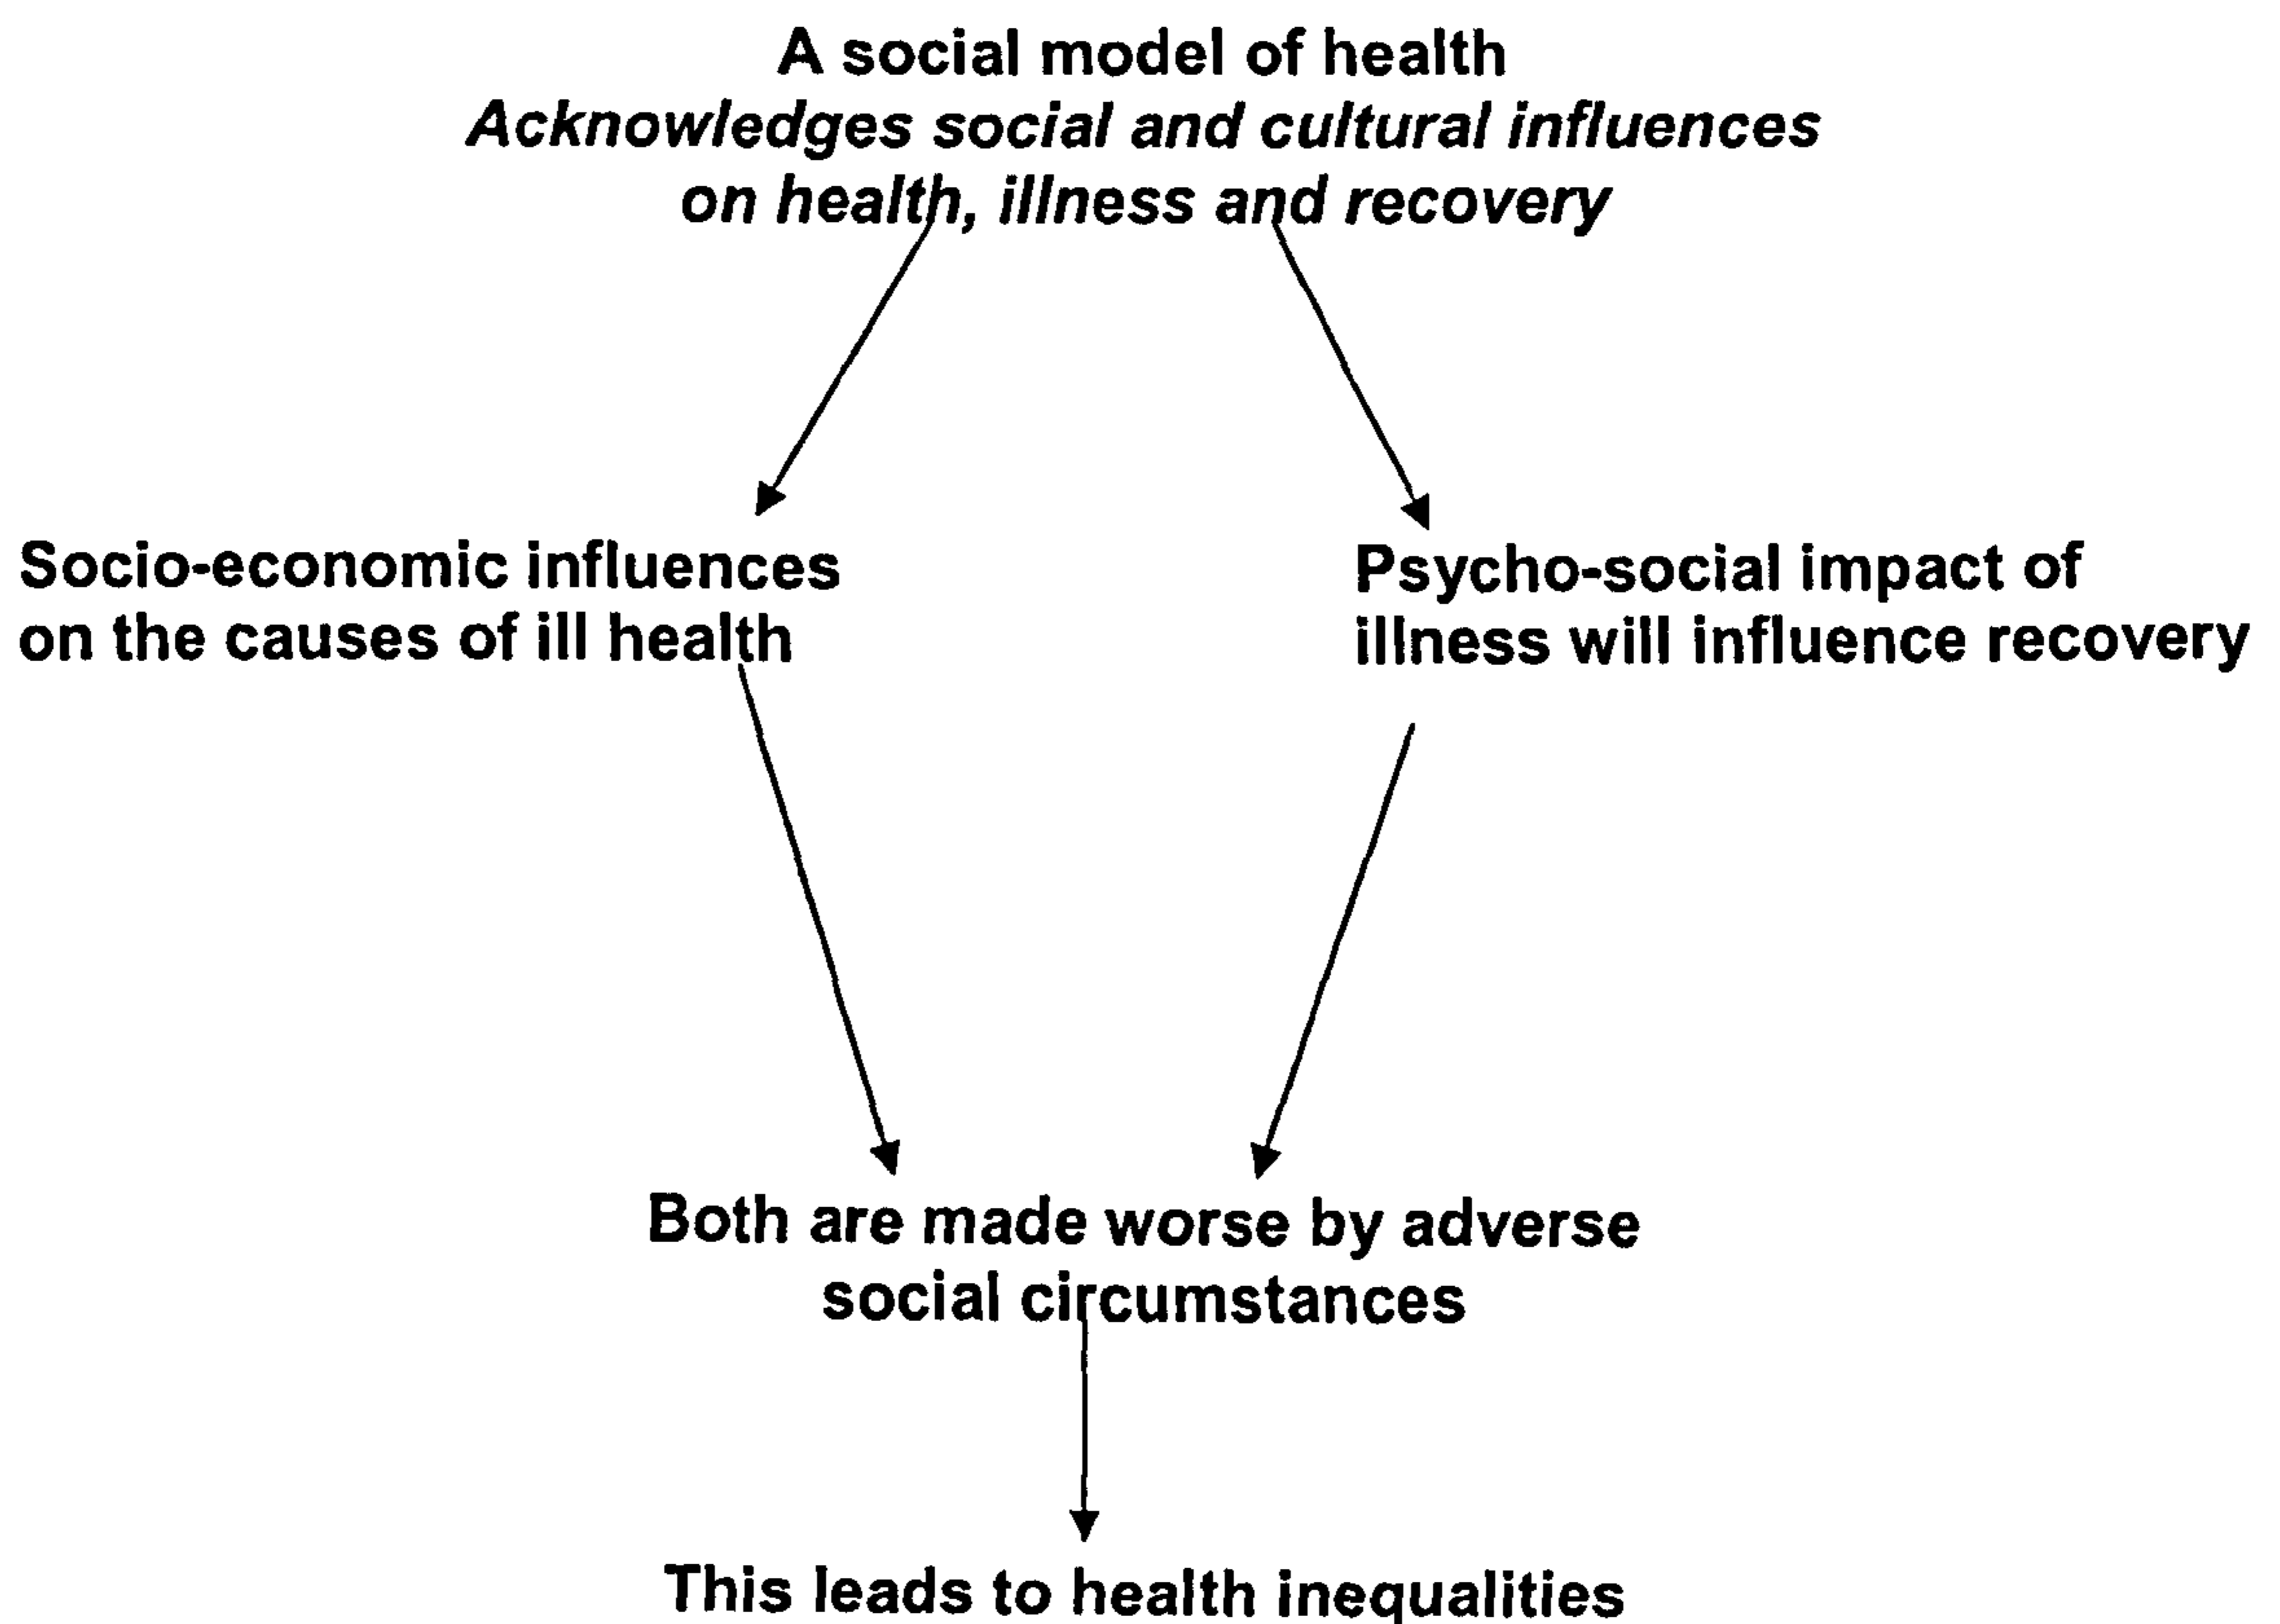 A social model of health
Acknowledges social and cultural influences
on health, illness and recovery
Socio-economic influences
on the causes of ill health
Psycho-social impact of
illness will influence recovery
Both are made worse by adverse
social circumstances
This leads to health inequalities